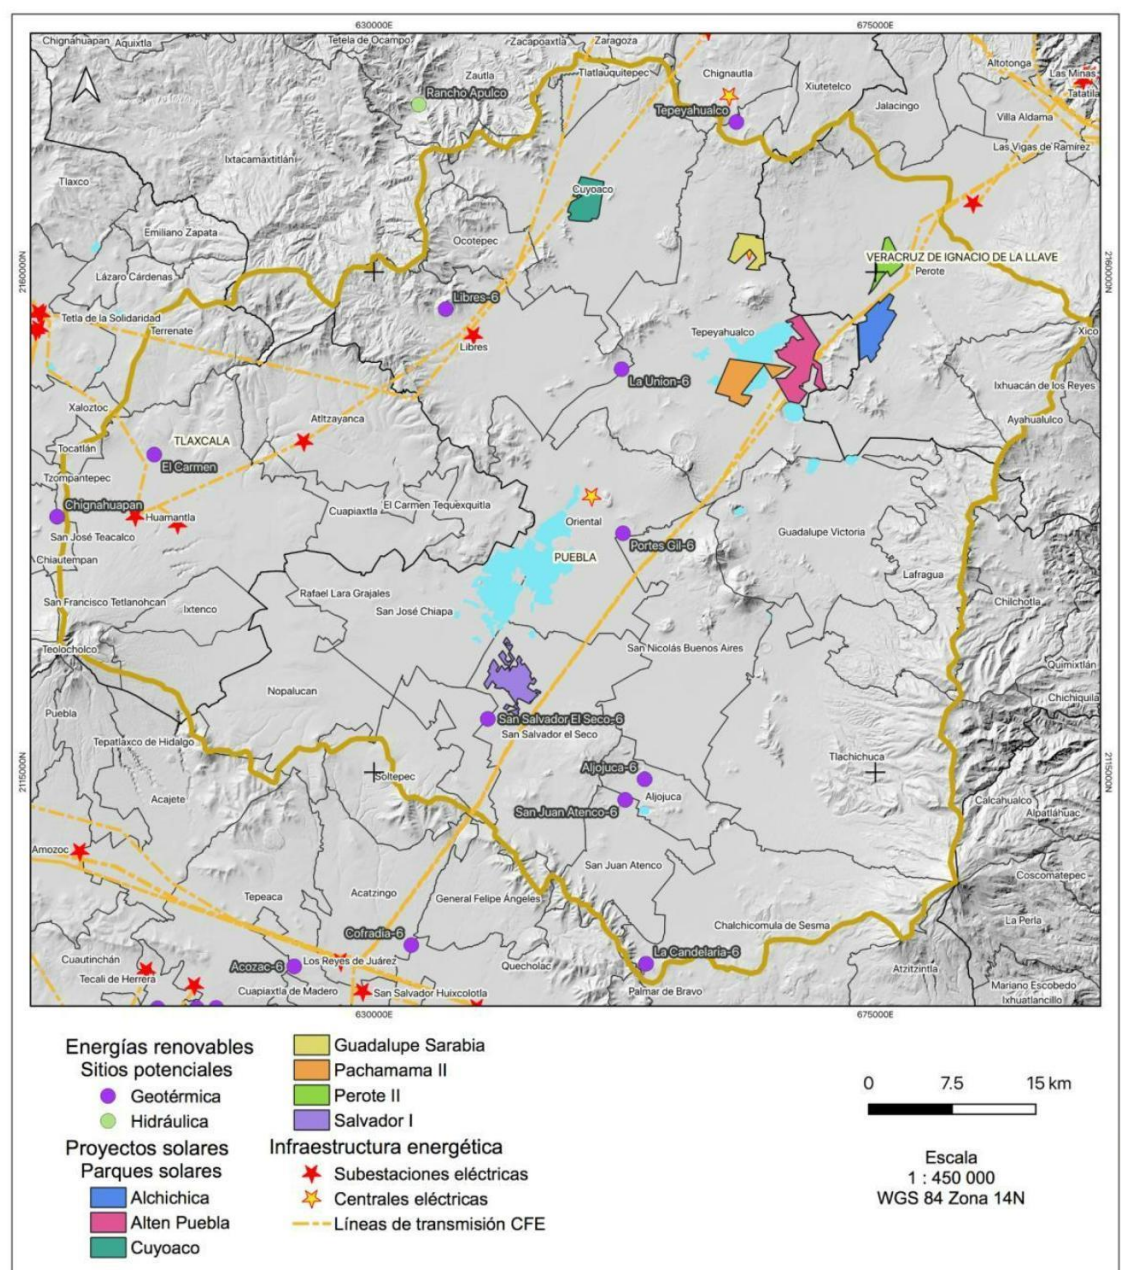 630000E
675000E
Chignahuapan
Aquixtla
Tetela de Ocampo
Zacapoaxtla
Zaragoza
Zautla
Tlatlauquitepec
Chignautla
Altotonga
Las Minas
Rancho Apulco
Xiutetelco
Tatatila
Tepeyahualco
Jalacingo
Villa Aldama
Las Vigas de Ramírez
Ixtacamaxtitlán
Tlaxco
Cuyoaco
Emiliano Zapata
Ocotepec
2160000N
VERACRUZ DE IGNACIO DE LA LLAVE
2160000N
Lázaro Cárdenas
Perote
Libres-6
Tetla de la Solidaridad
Terrenate
Tepeyahualco
Xico
Libres
La Union-6
Ixhuacán de los Reyes
Xaloztoc
Atltzayanca
Ayahualulco
TLAXCALA
Tocatlán
El Carmen
Tzompantepec
Chignahuapan
Cuapiaxtla
El Carmen Tequexquitla
Huamantla
Oriental
San José Teacalco
Portes Gil-6
Guadalupe Victoria
PUEBLA
Chiautempan
Lafragua
Rafael Lara Grajales
San Francisco Tetlanohcan
Ixtenco
San José Chiapa
Chilchotla
Teolocholco
San Nicolás Buenos Aires
Quimixtlán
Nopalucan
Chichiquila
Puebla
San Salvador El Seco-6
San Salvador el Seco
Tepatlaxco de Hidalgo
Tlachichuca
2115000N
Aljojuca-6
2115000N
Soltepec
Acajete
Aljojuca
Calcahualco
San Juan Atenco-6
Alpatláhuac
Amozoc
San Juan Atenco
Coscomatepec
Tepeaca
Acatzingo
General Felipe Ángeles
La Perla
Chalchicomula de Sesma
Cofradia-6
Cuautinchán
Acozac-6
Los Reyes de Juárez
La Candelaria-6
Quecholac
Atzitzintla
Tecali de Herrera
Cuapiaxtla de Madero
San Salvador Huixcolotla
Palmar de Bravo
Mariano Escobedo
Ixhuatlancillo
630000E
675000E
Energías renovables
Sitios potenciales
Geotérmica
Hidráulica
Proyectos solares
Parques solares
Alchichica
Alten Puebla
Cuyoaco
Guadalupe Sarabia
Pachamama II
Perote II
Salvador I
Infraestructura energética
Subestaciones eléctricas
Centrales eléctricas
Líneas de transmisión CFE
0 7.5 15 km
Escala
1 : 450 000
WGS 84 Zona 14N